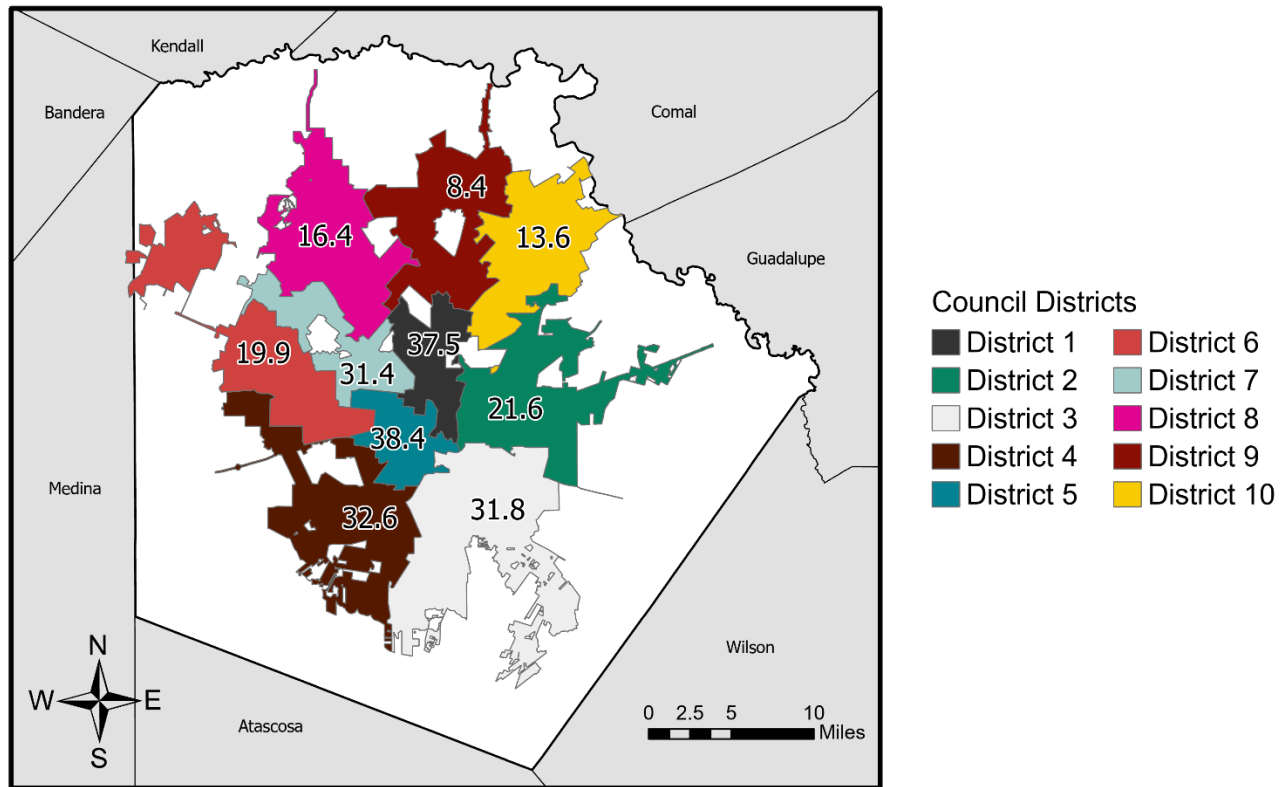 Kendall
Bandera
Comal
8.4
16.4
13.6
Guadalupe
37.5
19.9
31.4
21.6
38.4
Medina
32.6
31.8
Wilson
Atascosa
N
W
E
S
0 2.5 5 10
Miles
Council Districts
District 1
District 2
District 3
District 4
District 5
District 6
District 7
District 8
District 9
District 10